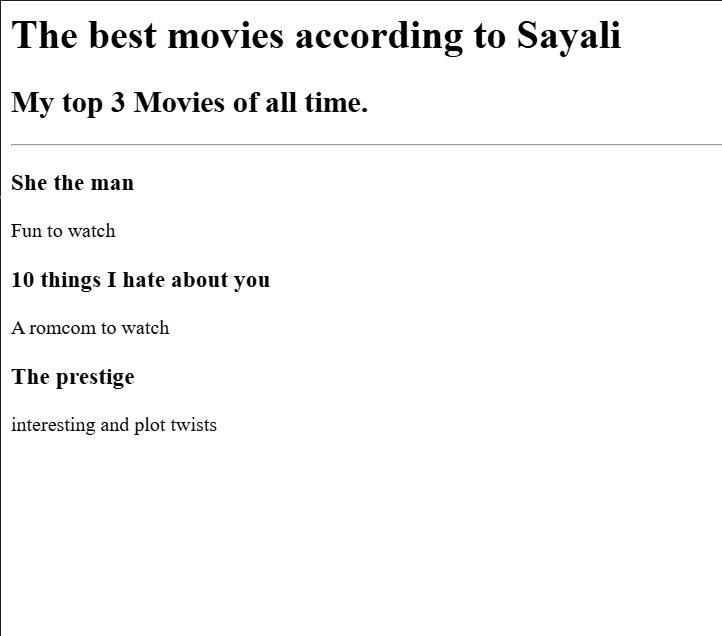 The best movies according to Sayali
My top 3 Movies of all time.
She the man
Fun to watch
10 things I hate about you
A romcom to watch
The prestige
interesting and plot twists